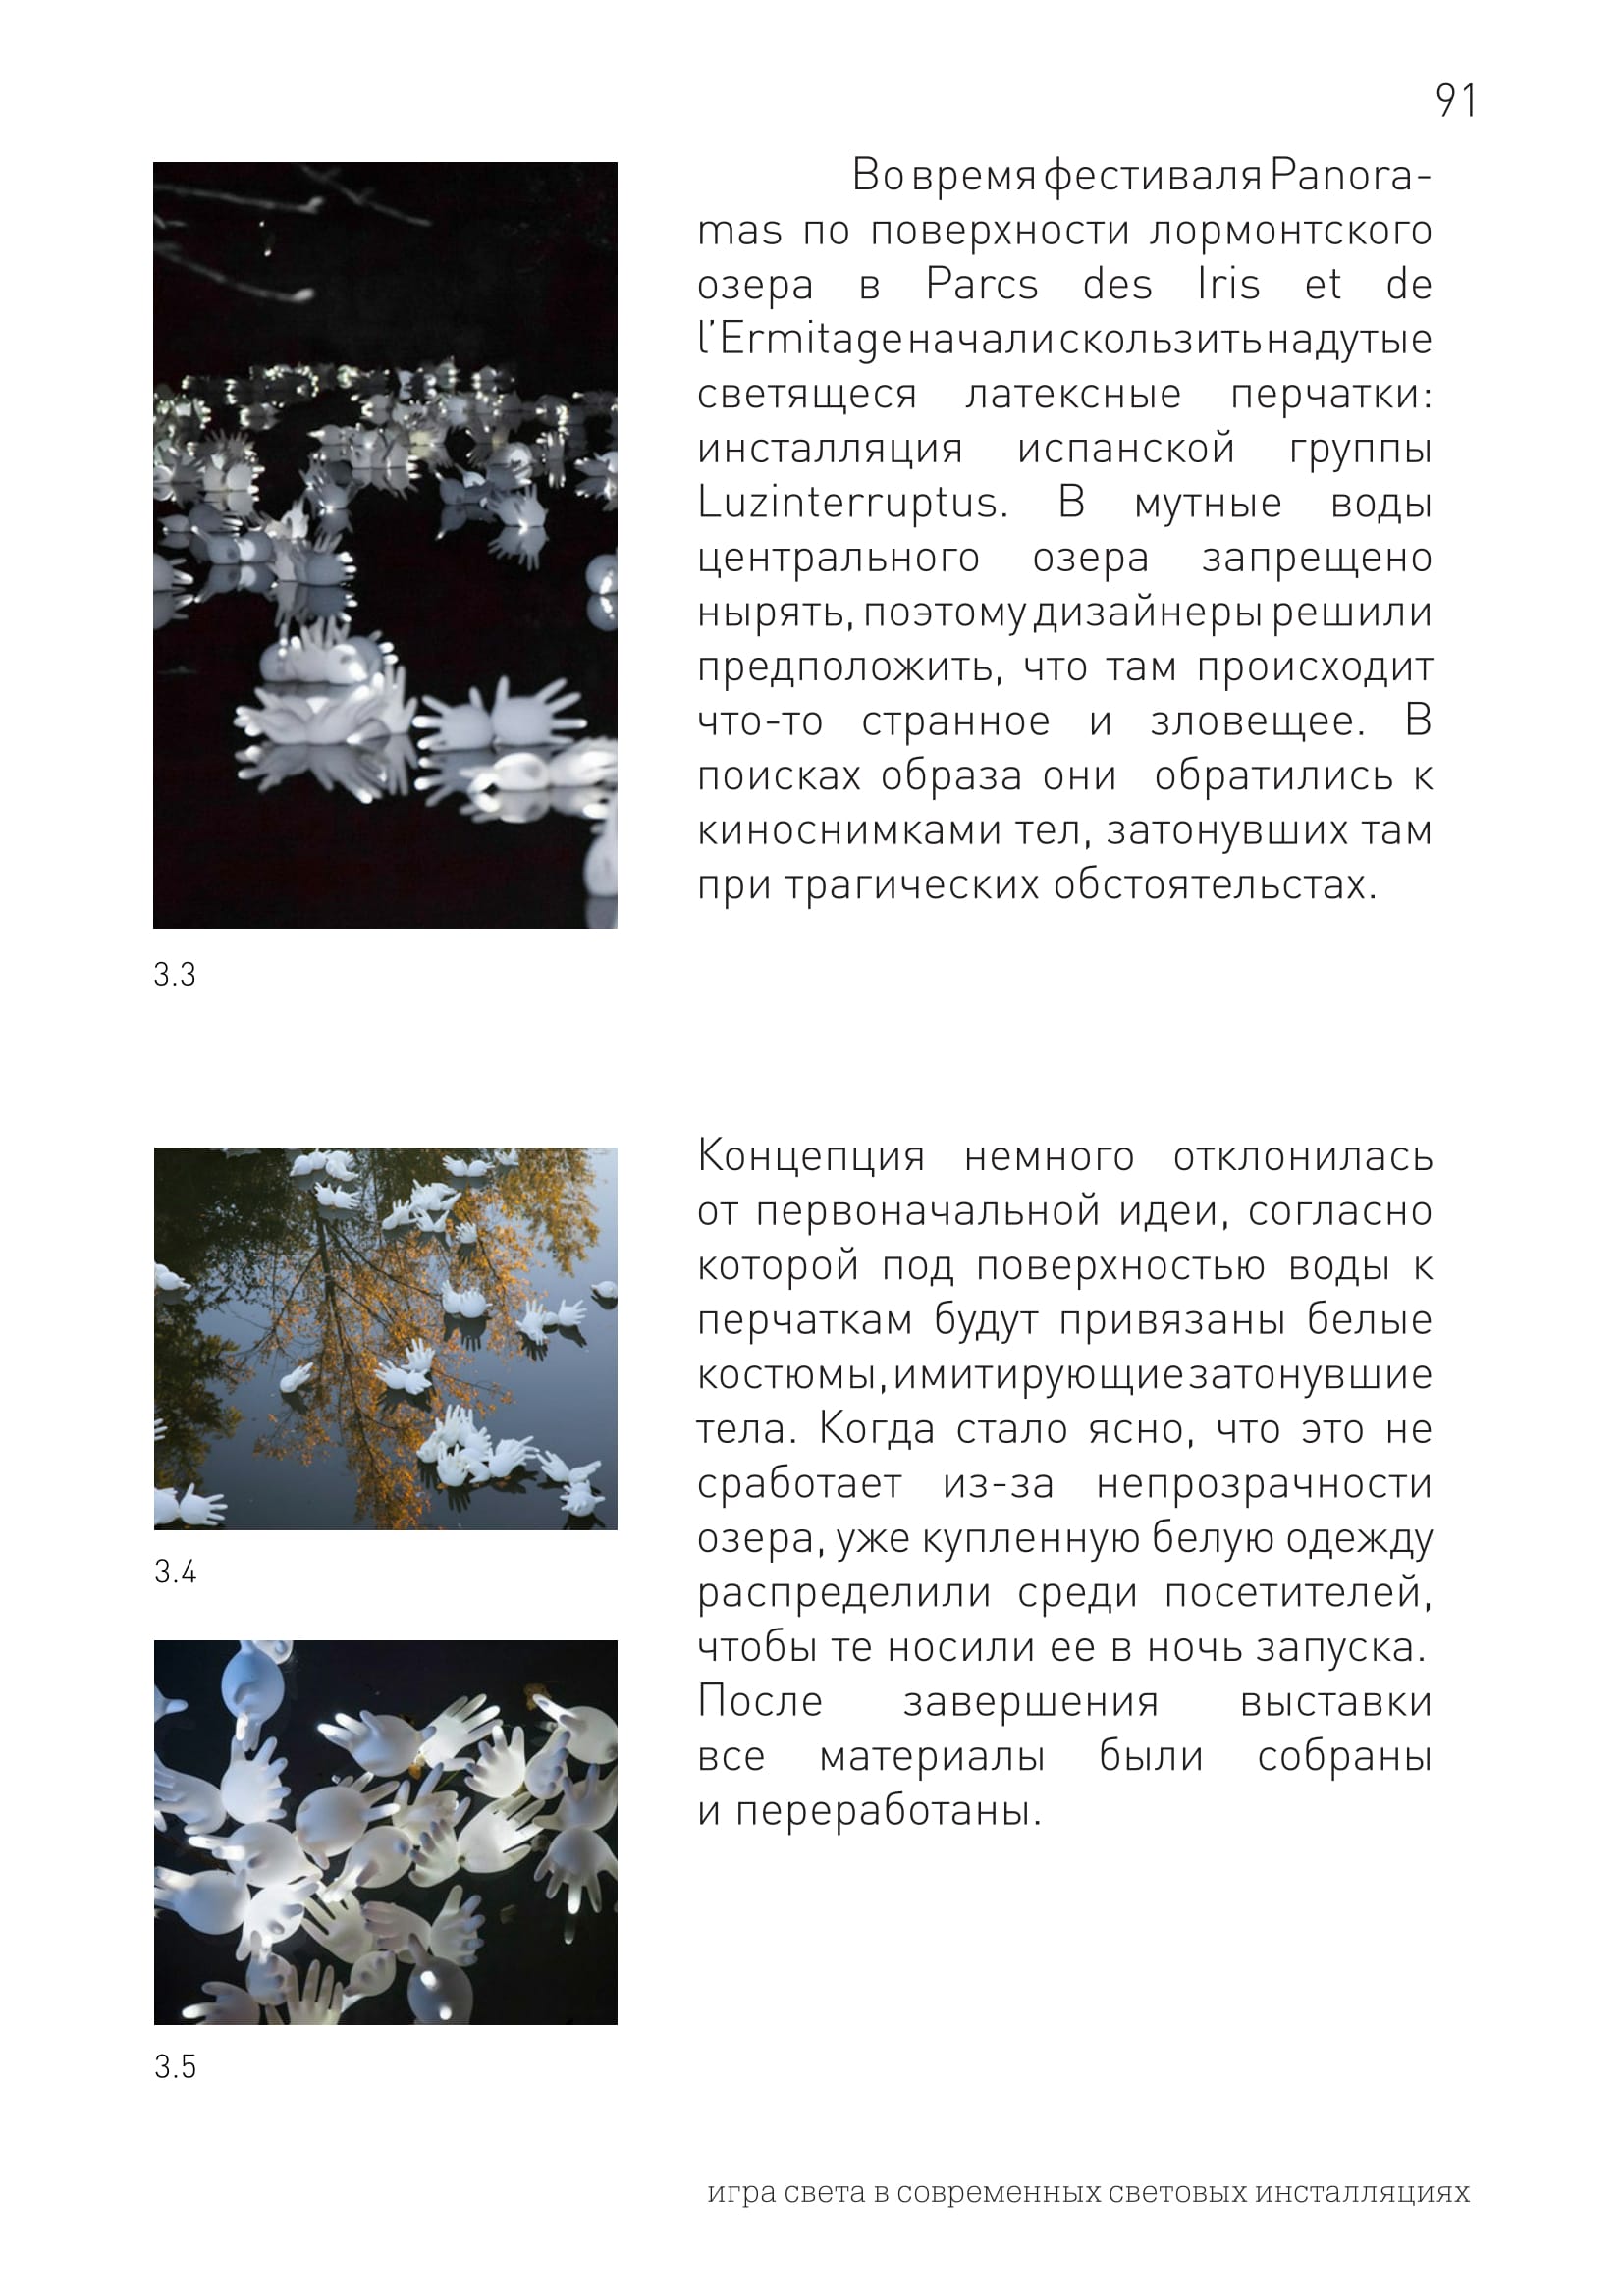 91
Во время фестиваля Panora-
mas по поверхности лормонтского
озера в Parcs des Iris et de
l’Ermitage начали скользить надутые
светящееся латексные перчатки:
инсталляция испанской группы
Luzinterruptus. В мутные воды
центрального озера запрещено
нырять, поэтому дизайнеры решили
предположить, что там происходит
что-то странное и зловещее. В
поисках образа они обратились к
киноснимками тел, затонувших там
при трагических обстоятельстах.
3.3
Концепция немного отклонилась
от первоначальной идеи, согласно
которой под поверхностью воды к
перчаткам будут привязаны белые
костюмы, имитирующие затонувшие
тела. Когда стало ясно, что это не
сработает из-за непрозрачности
озера, уже купленную белую одежду
распределили среди посетителей,
чтобы те носили ее в ночь запуска.
После завершения выставки
все материалы были собраны
и переработаны.
3.4
3.5
игра света в современных световых инсталляциях